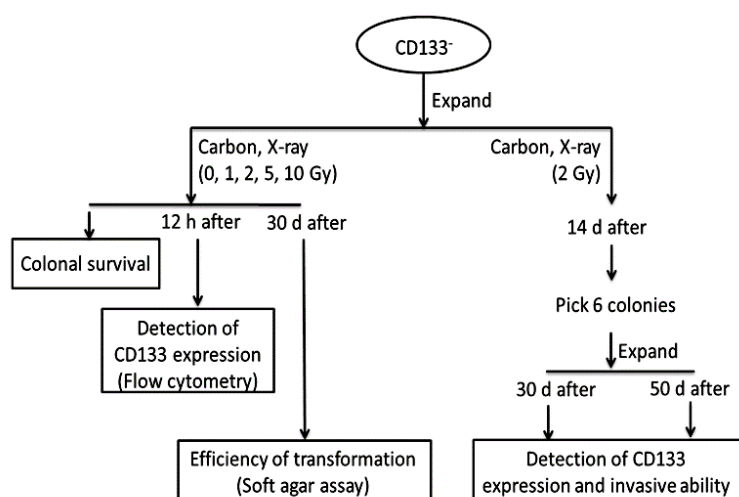 CD133-
Expand
Carbon, X-ray
(0, 1, 2, 5, 10 Gy)
12 h after
30 d after
Colonal survival
Detection of
CD133 expression
(Flow cytometry)
Efficiency of transformation
(Soft agar assay)
Carbon, X-ray
(2 Gy)
14 d after
Pick 6 colonies
Expand
30 d after
50 d after
Detection of CD133
expression and invasive ability